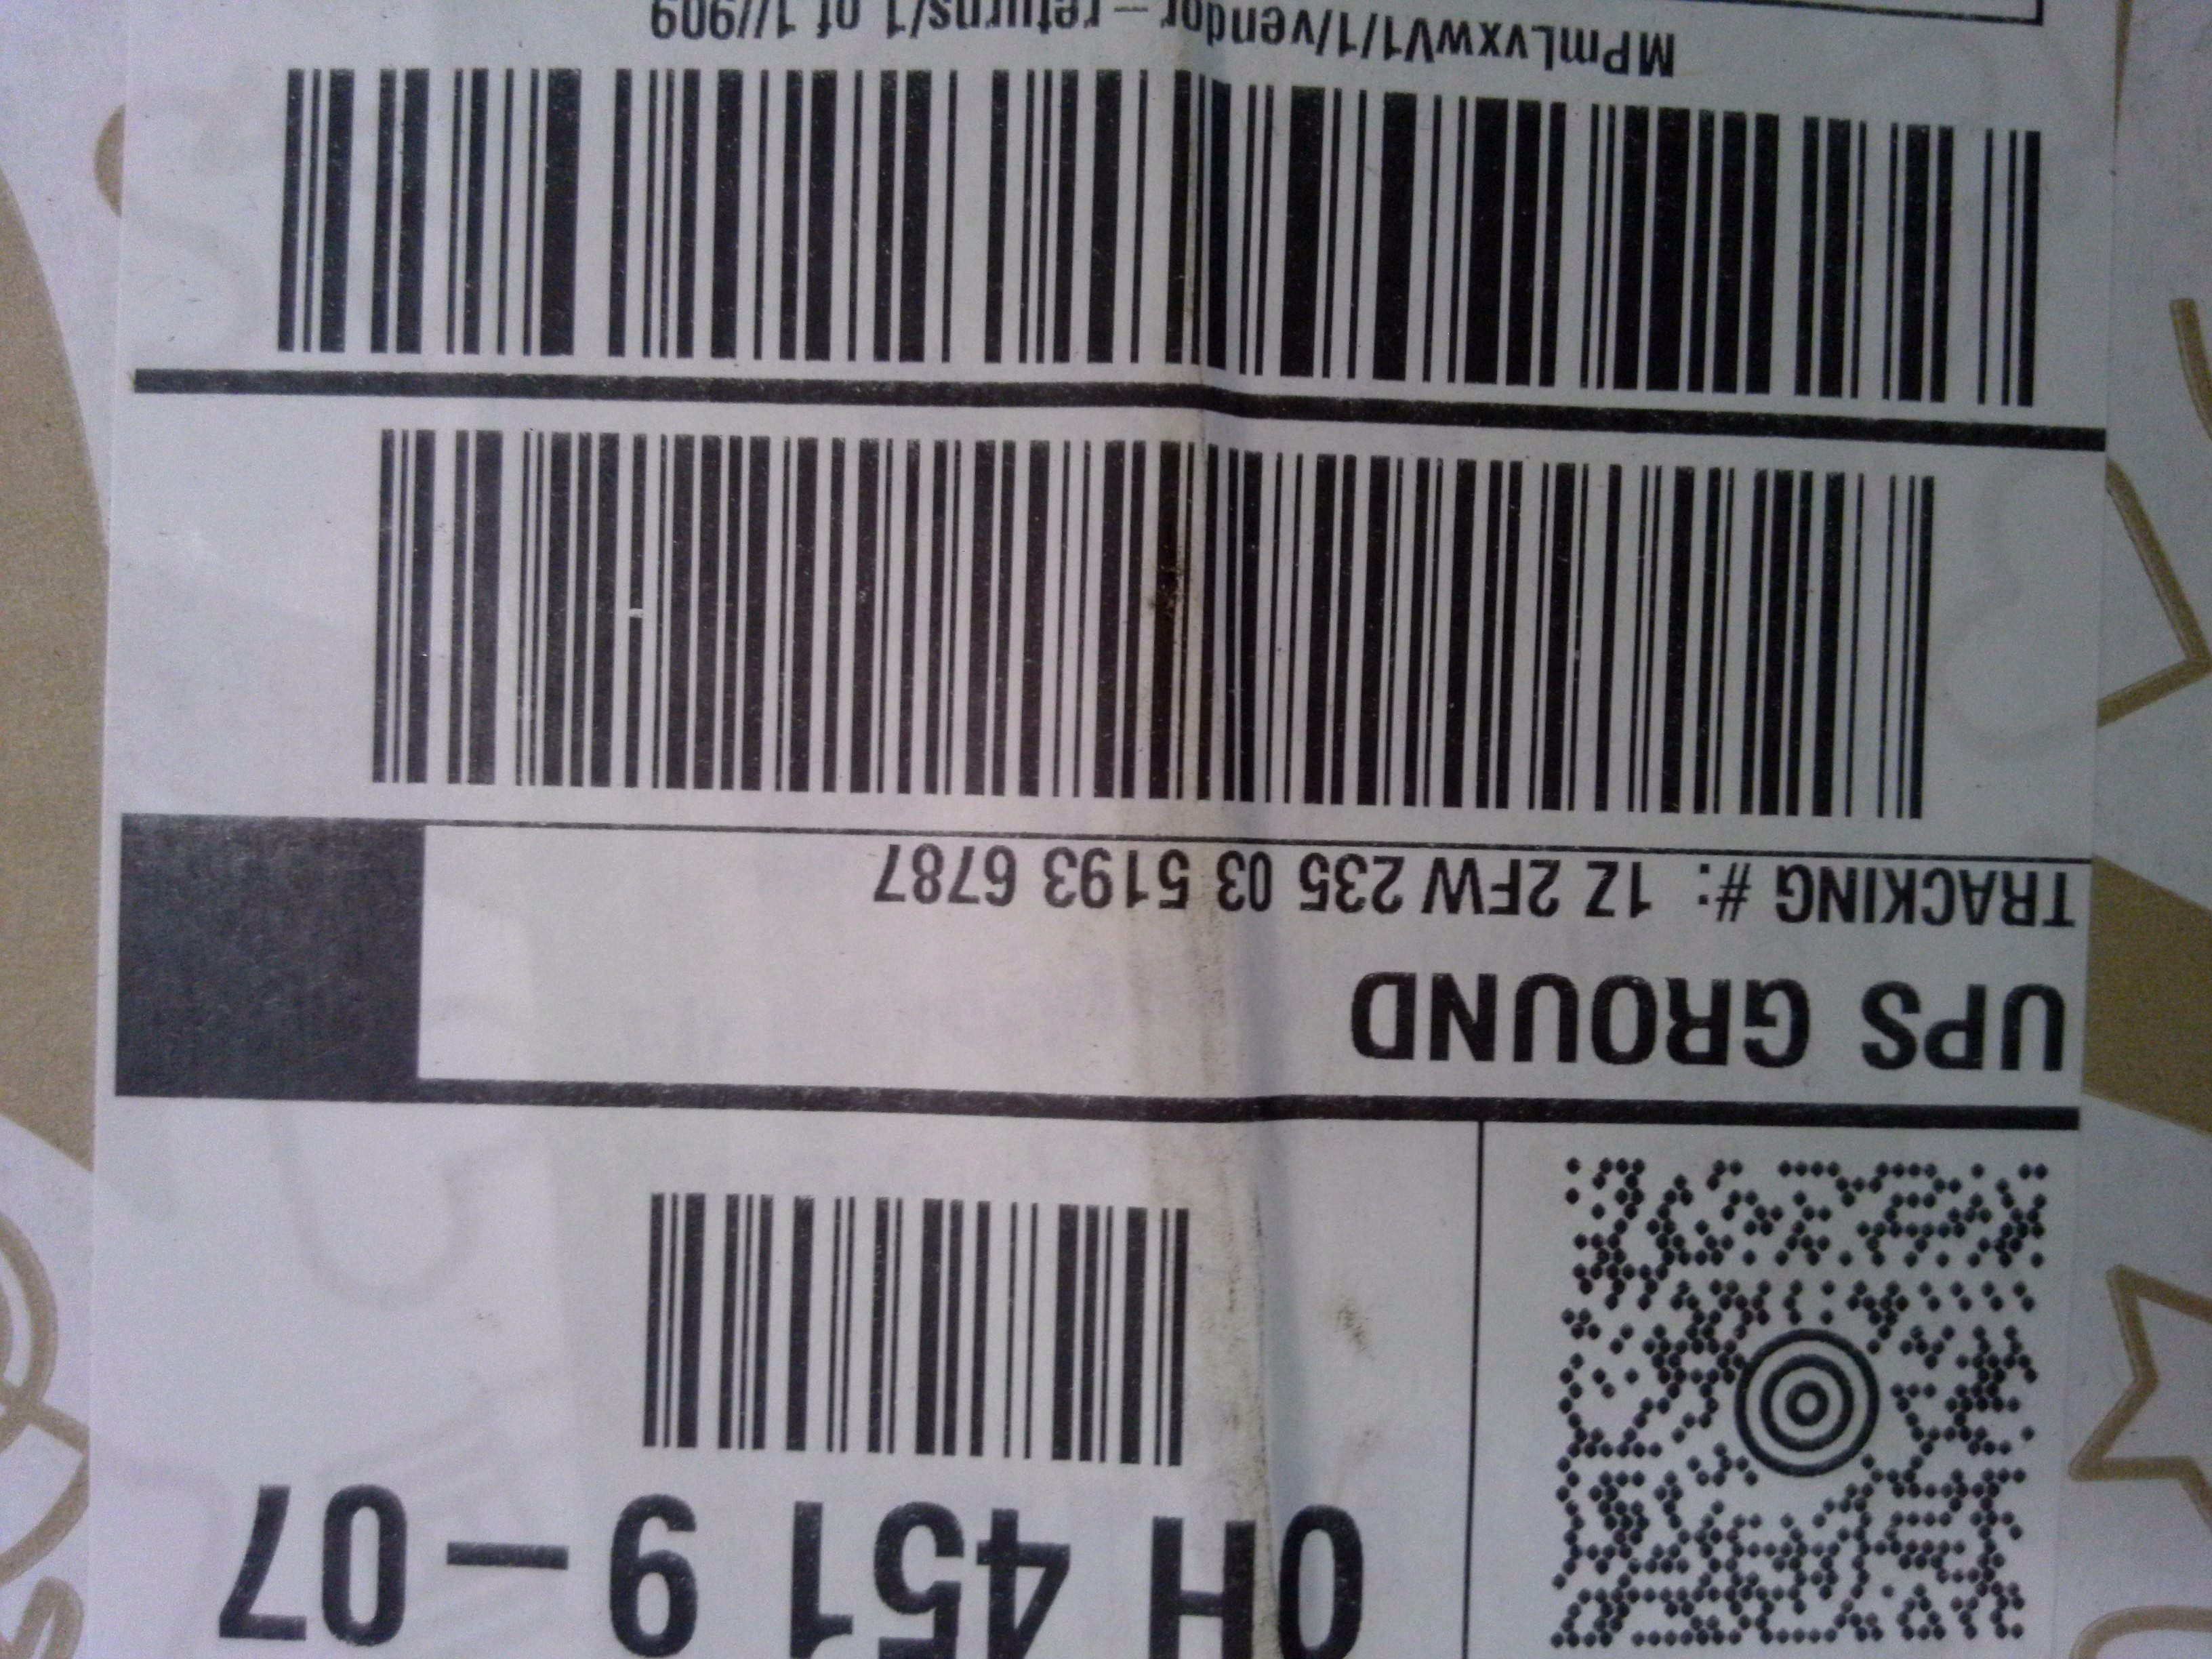 OH 451 9-07
UPS GROUND
TRACKING #: 1Z 2FW 235 03 5193 6787
MPmLvxwV1/1/vendor-returns/1 of 1//909